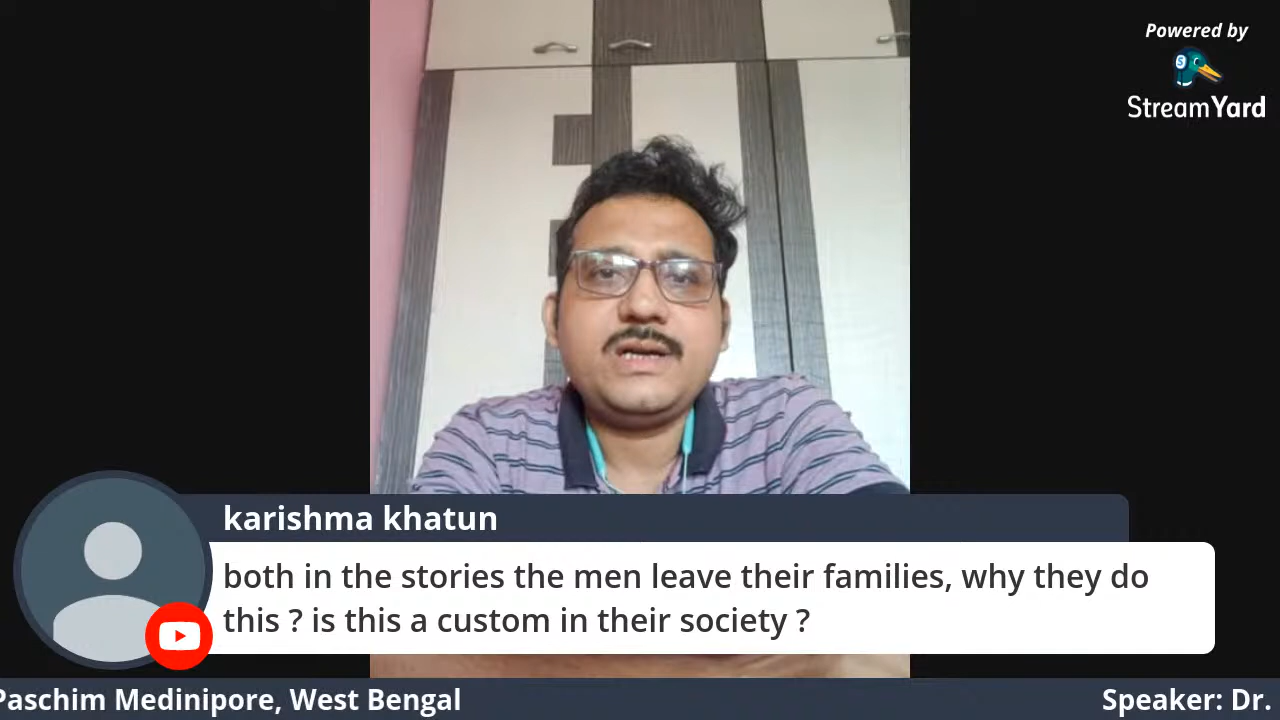 Powered by
StreamYard
karishma khatun
both in the stories the men leave their families, why they do
this ? is this a custom in their society ?
Paschim Medinipore, West Bengal
Speaker: Dr.